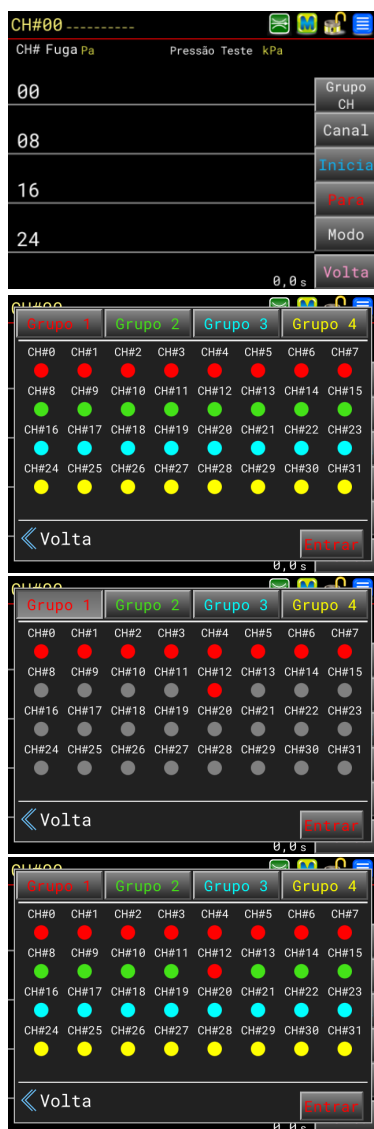 CH#00----------
CH# Fuga Pa Pressão Teste kPa
00
Grupo
CH
08
Canal
Inicia
16
Para
24
Modo
0,0 s
Volta
Grupo 1 Grupo 2 Grupo 3 Grupo 4
CH#0 CH#1 CH#2 CH#3 CH#4 CH#5 CH#6 CH#7
CH#8 CH#9 CH#10 CH#11 CH#12 CH#13 CH#14 CH#15
CH#16 CH#17 CH#18 CH#19 CH#20 CH#21 CH#22 CH#23
CH#24 CH#25 CH#26 CH#27 CH#28 CH#29 CH#30 CH#31
Volta Entrar
0,0 s
Grupo 1 Grupo 2 Grupo 3 Grupo 4
CH#0 CH#1 CH#2 CH#3 CH#4 CH#5 CH#6 CH#7
CH#8 CH#9 CH#10 CH#11 CH#12 CH#13 CH#14 CH#15
CH#16 CH#17 CH#18 CH#19 CH#20 CH#21 CH#22 CH#23
CH#24 CH#25 CH#26 CH#27 CH#28 CH#29 CH#30 CH#31
Volta Entrar
0,0 s
Grupo 1 Grupo 2 Grupo 3 Grupo 4
CH#0 CH#1 CH#2 CH#3 CH#4 CH#5 CH#6 CH#7
CH#8 CH#9 CH#10 CH#11 CH#12 CH#13 CH#14 CH#15
CH#16 CH#17 CH#18 CH#19 CH#20 CH#21 CH#22 CH#23
CH#24 CH#25 CH#26 CH#27 CH#28 CH#29 CH#30 CH#31
Volta Entrar